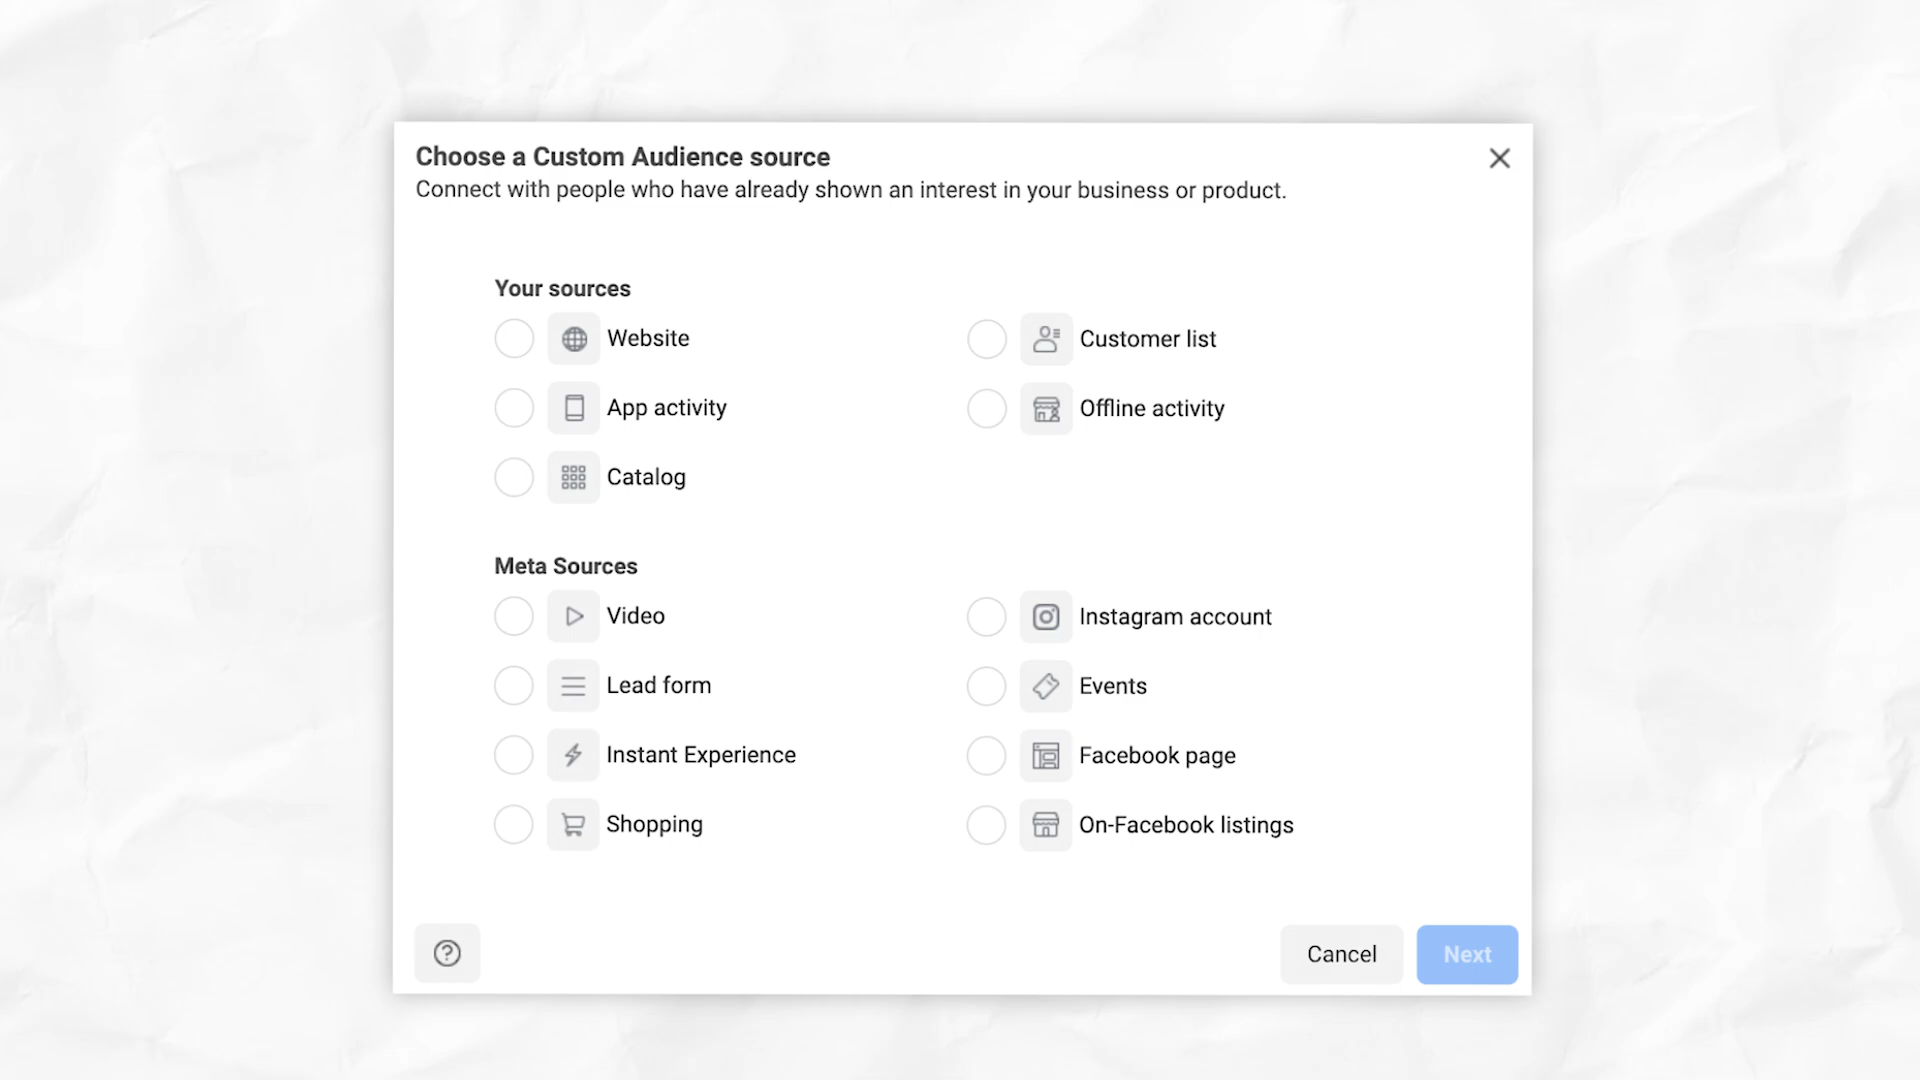 Choose a Custom Audience source
Connect with people who have already shown an interest in your business or product.
Your sources
Website
Customer list
App activity
Offline activity
Catalog
Meta Sources
Video
Instagram account
Lead form
Events
Instant Experience
Facebook page
Shopping
On-Facebook listings
Cancel
Next